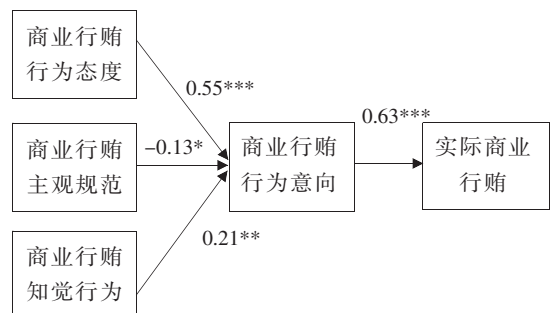 商业行贿
行为态度
0.55***
商业行贿
主观规范
-0.13*
商业行贿
行为意向
0.63***
实际商业
行贿
0.21**
商业行贿
知觉行为